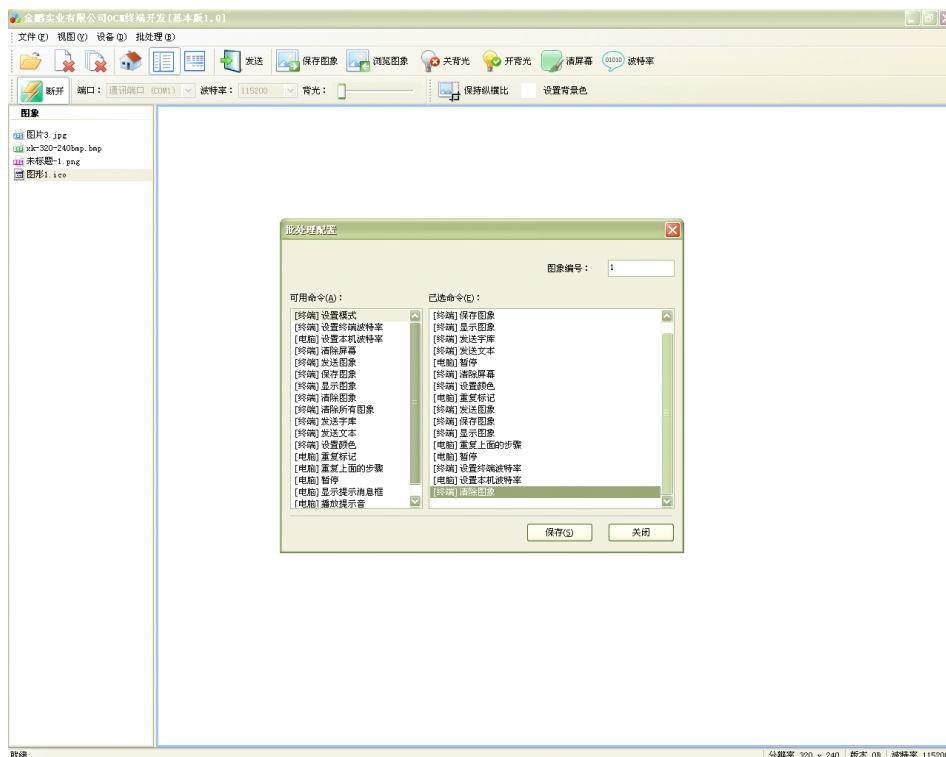 金鹏实业有限公司OCM终端开发[基本版1.0]
文件(F) 视图(V) 设备(D) 批处理(B)
发送 保存图象 浏览图象 关背光 开背光 清屏幕 01010 波特率
断开 端口: 通讯端口 (COM1) 波特率: 115200 背光: 保持纵横比 设置背景色
图象
图片3.jpg
xk-320-240bmp.bmp
未标题-1.png
图形1.ico
批处理配置
图象编号: 1
可用命令(A):
[终端]设置模式
[终端]设置终端波特率
[电脑]设置本机波特率
[终端]清除屏幕
[终端]发送图象
[终端]保存图象
[终端]显示图象
[终端]清除图象
[终端]清除所有图象
[终端]发送字库
[终端]发送文本
[终端]设置颜色
[电脑]重复标记
[电脑]重复上面的步骤
[电脑]暂停
[电脑]显示提示消息框
[电脑]播放提示音
已选命令(E):
[终端]保存图象
[终端]显示图象
[终端]发送字库
[终端]发送文本
[电脑]暂停
[终端]清除屏幕
[终端]设置颜色
[电脑]重复标记
[终端]发送图象
[终端]保存图象
[终端]显示图象
[电脑]重复上面的步骤
[电脑]暂停
[终端]设置终端波特率
[电脑]设置本机波特率
[终端]清除图象
保存(S) 关闭
就绪 分辨率 320 × 240 版本 0B 波特率 115200